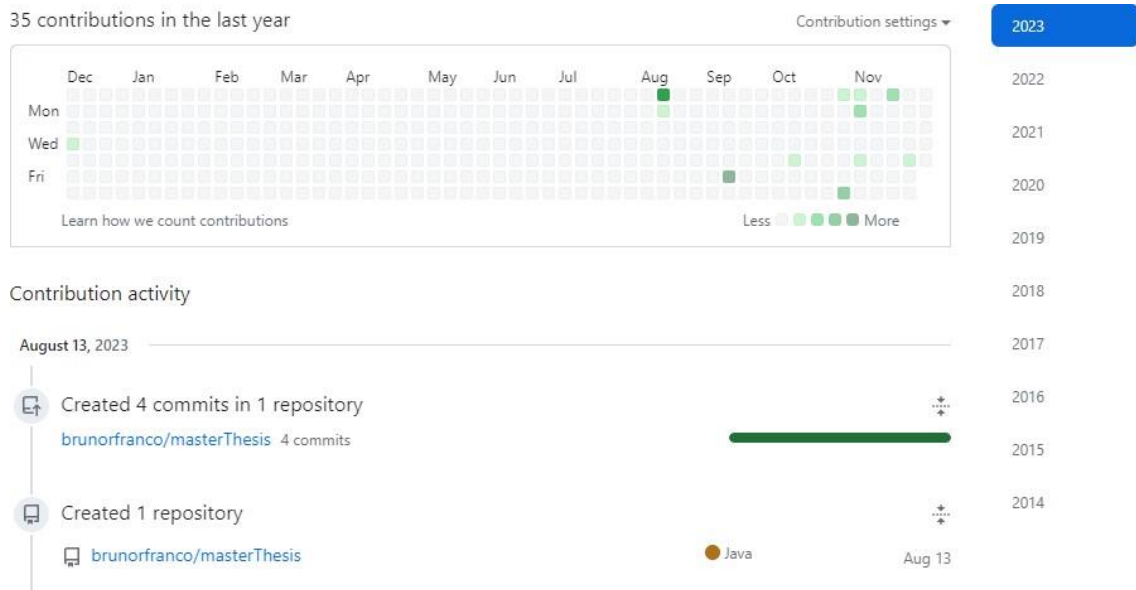 35 contributions in the last year
Contribution settings
2023
2022
2021
2020
2019
2018
2017
2016
2015
2014
Dec Jan Feb Mar Apr May Jun Jul Aug Sep Oct Nov
Mon
Wed
Fri
Learn how we count contributions
Less More
Contribution activity
August 13, 2023
Created 4 commits in 1 repository
brunorfranco/masterThesis 4 commits
Created 1 repository
brunorfranco/masterThesis Java Aug 13